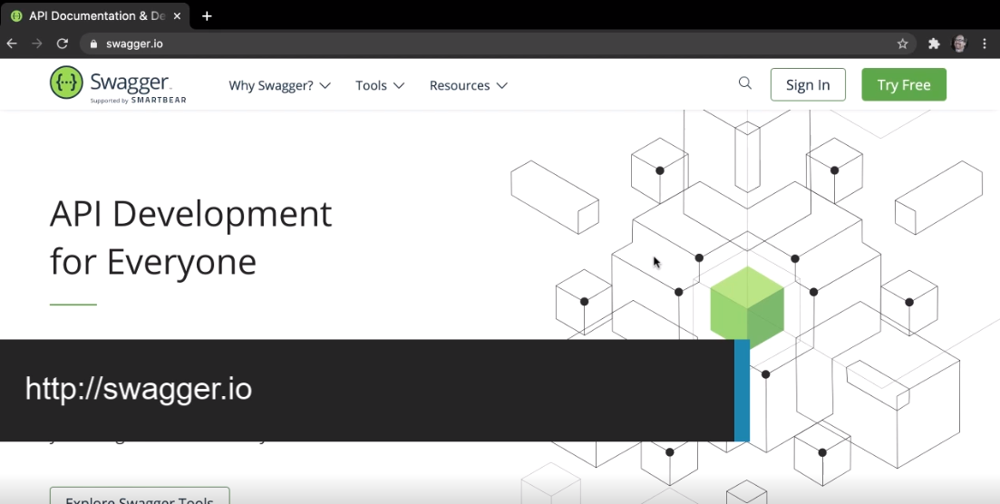 API Documentation & De
swagger.io
Swagger
Supported by SMARTBEAR
Why Swagger?
Tools
Resources
Sign In
Try Free
API Development
for Everyone
http://swagger.io
Explore Swagger Tools